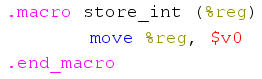 .macro store_int (%reg)
move %reg, $v0
.end_macro